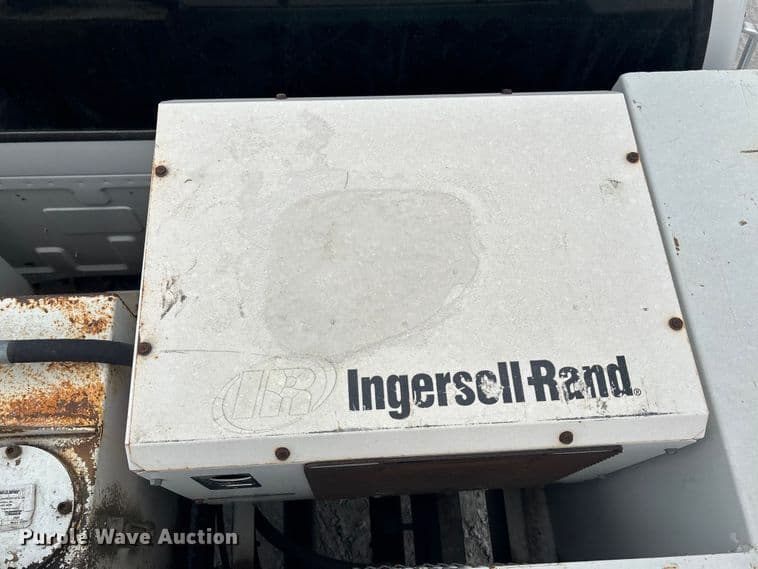 IR
Ingersoll-Rand®
Purple Wave Auction